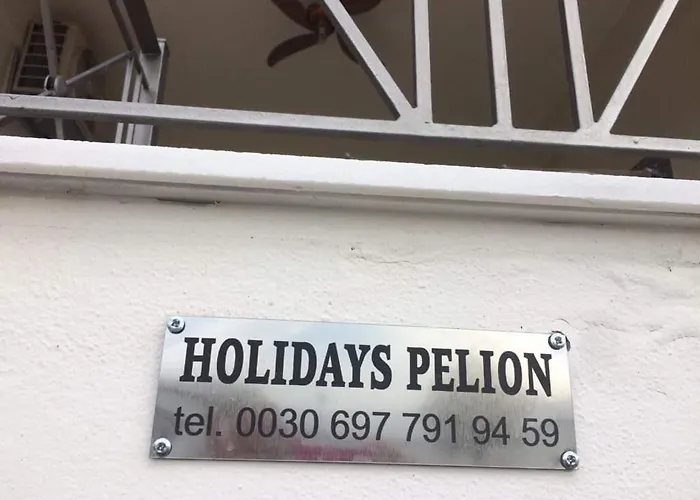 HOLIDAYS PELION
tel. 0030 697 791 94 59